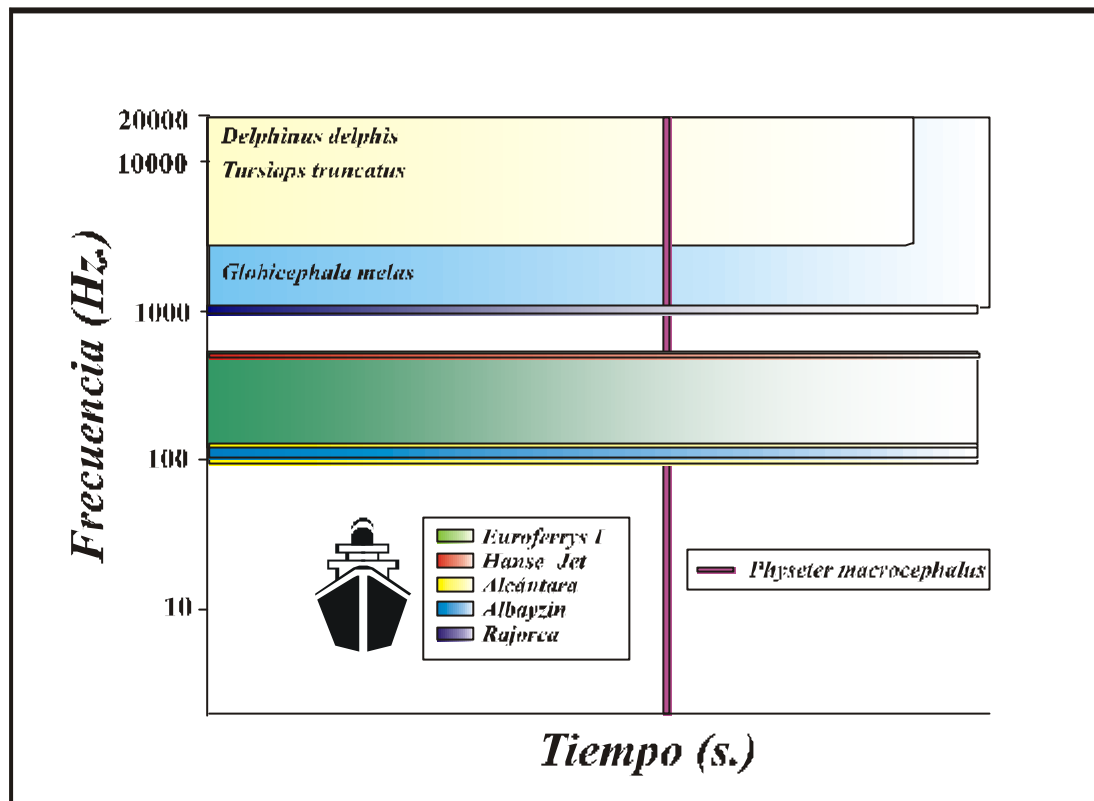 20000
Delphinus delphis
10000
Tursiops truncatus
Globicephala melas
1000
100
10
Frecuencia (Hz.)
Euroferrys I
Hanse Jet
Alcántara
Albayzin
Rajorca
Physeter macrocephalus
Tiempo (s.)